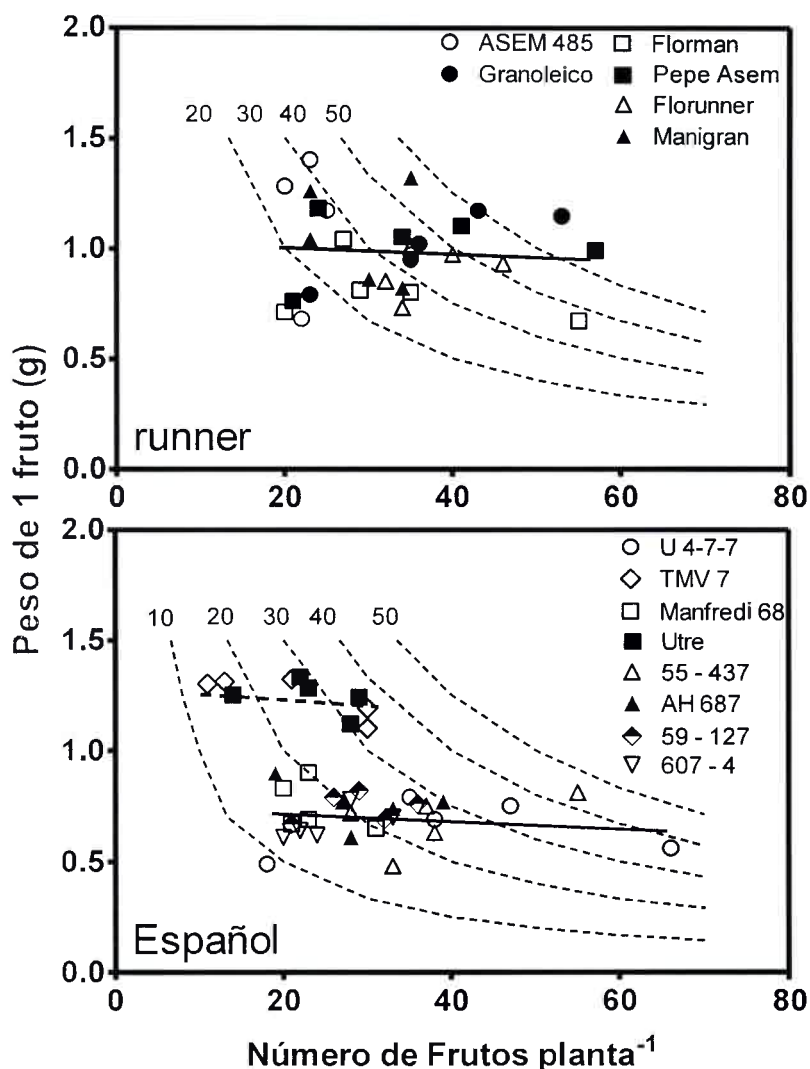 2.0
1.5
1.0
0.5
0.0
ASEM 485
Granoleico
Florman
Pepe Asem
Florunner
Manigran
20 30 40 50
runner
0 20 40 60 80
Peso de 1 fruto (g)
2.0
1.5
1.0
0.5
0.0
U 4-7-7
TMV 7
Manfredi 68
Utre
55 - 437
AH 687
59 - 127
607 - 4
10 20 30 40 50
Español
0 20 40 60 80
Número de Frutos planta⁻¹